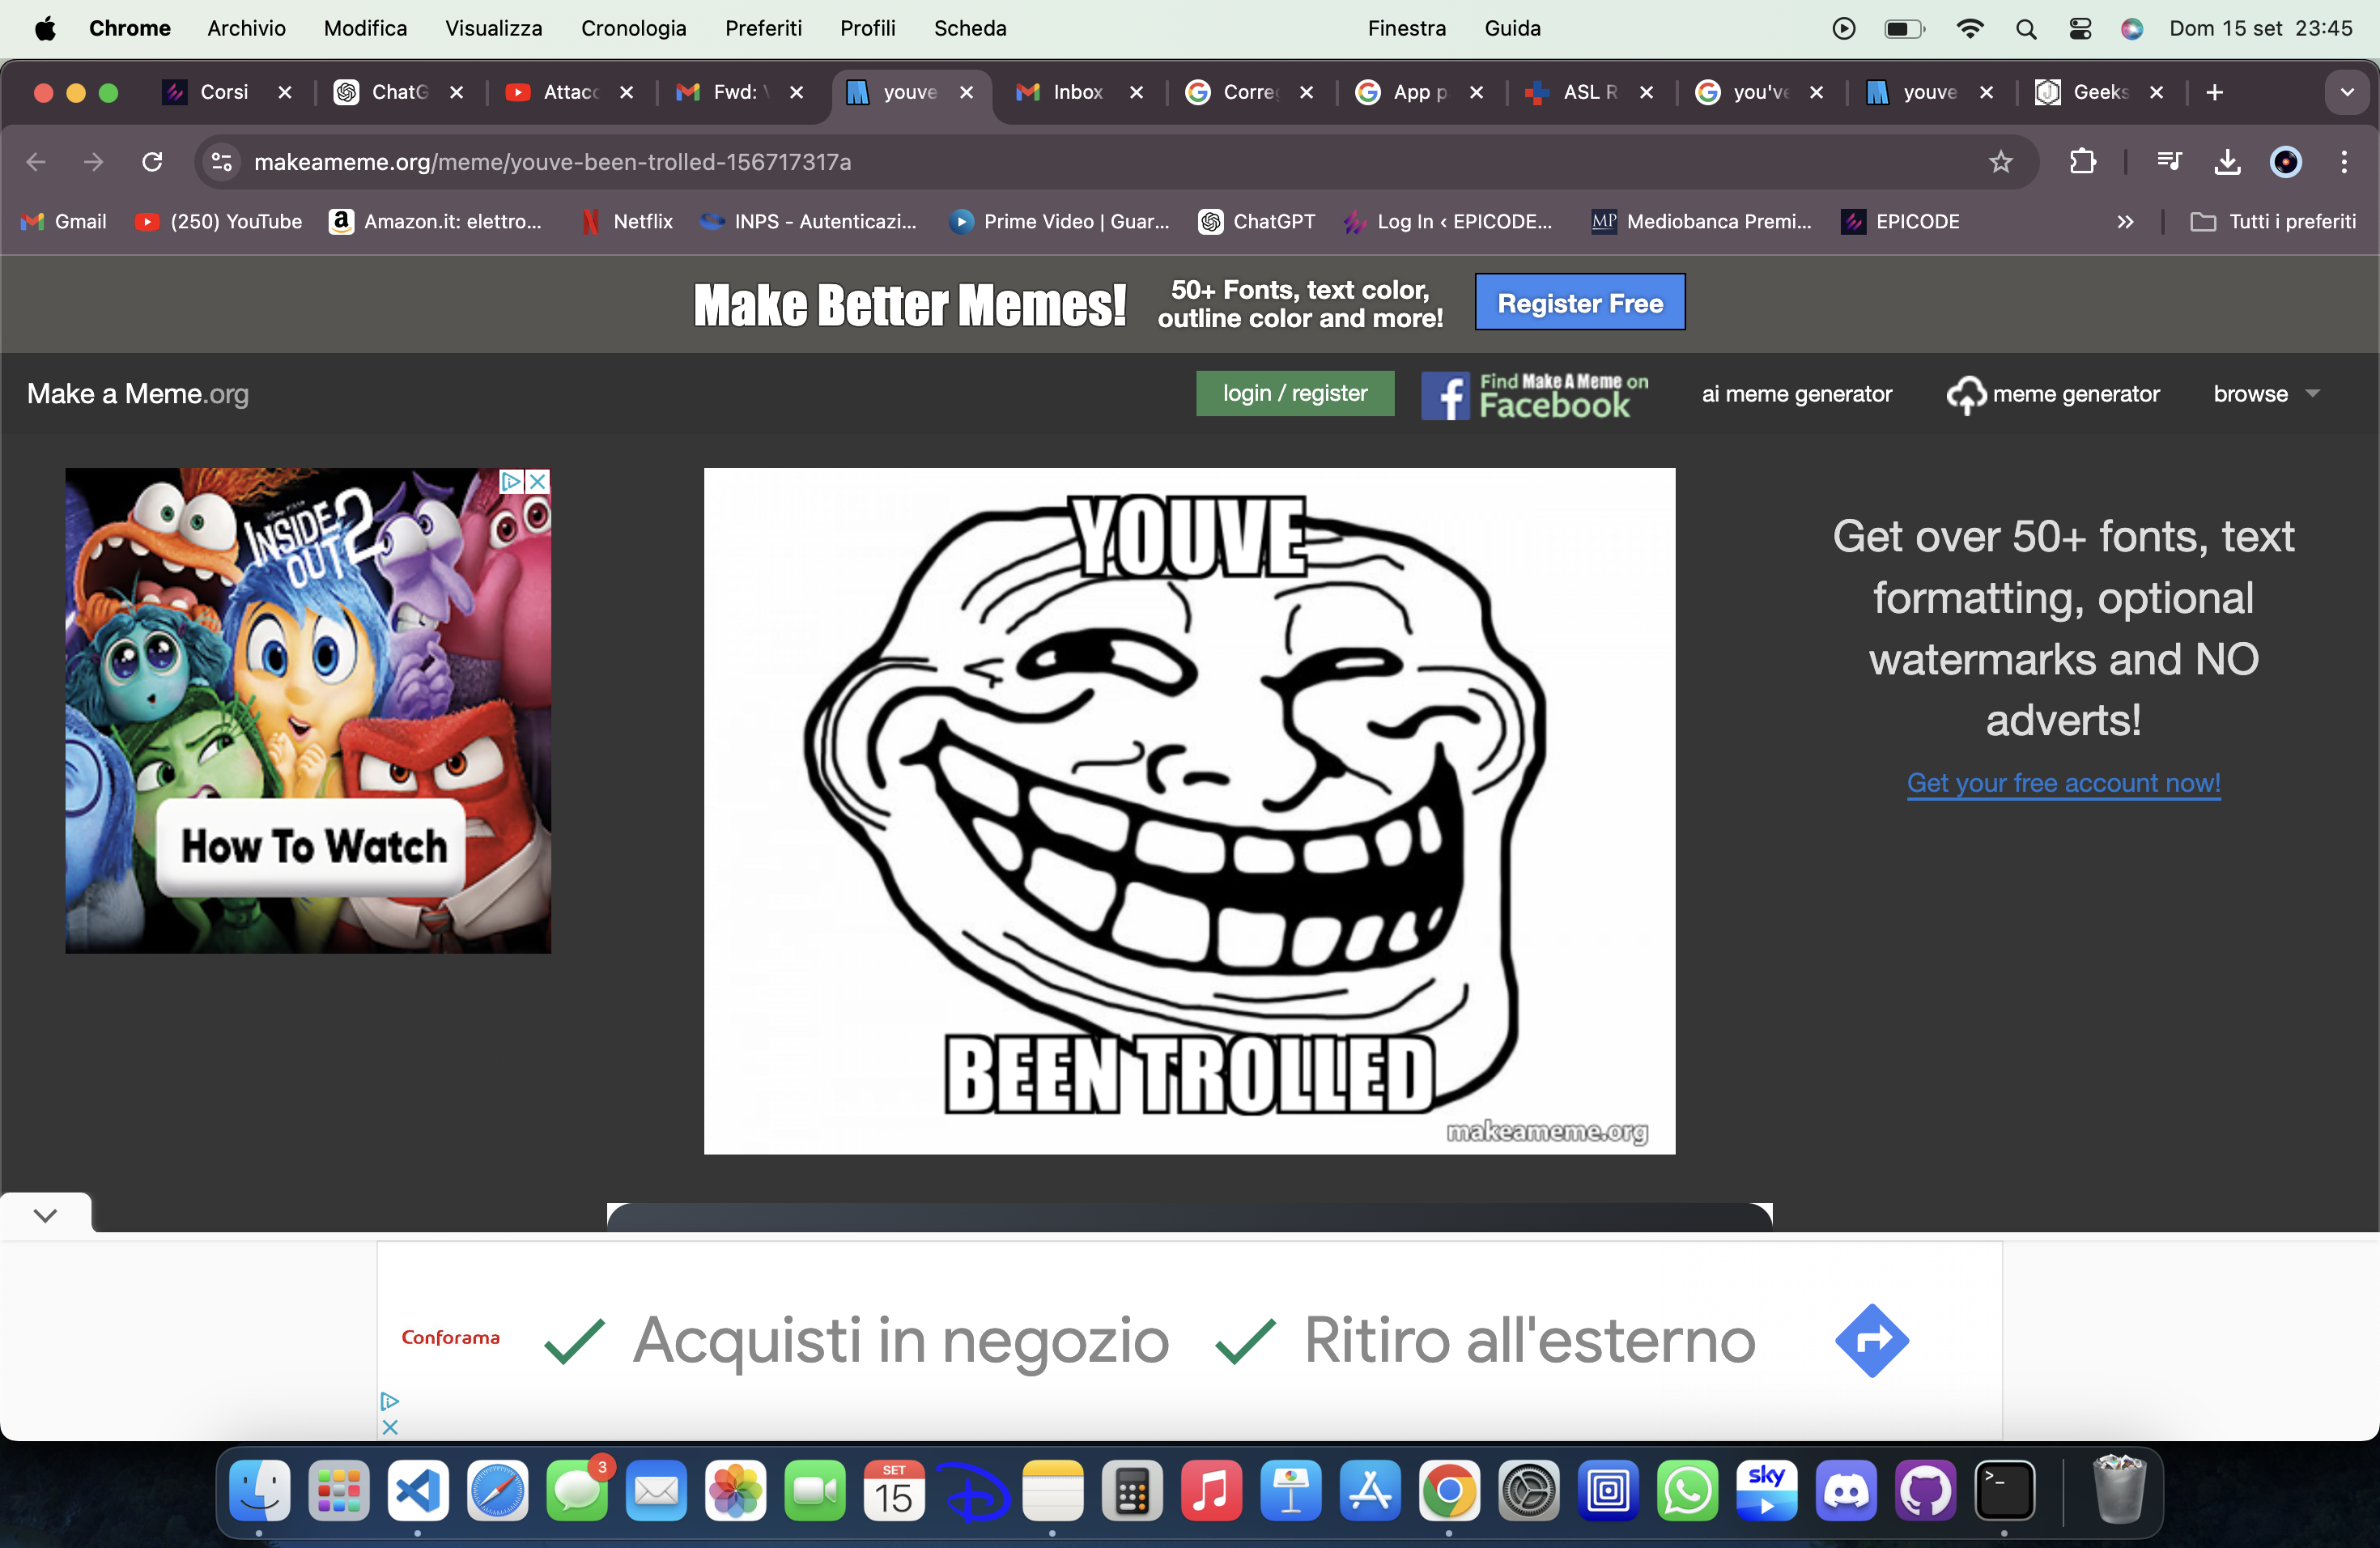 Chrome Archivio Modifica Visualizza Cronologia Preferiti Profili Scheda Finestra Guida Dom 15 set 23:45
Corsi ChatG Attacc Fwd: youve Inbox Corre App p ASL R you've youve Geeks
makeameme.org/meme/youve-been-trolled-156717317a
Gmail (250) YouTube Amazon.it: elettro... Netflix INPS - Autenticazi... Prime Video | Guar... ChatGPT Log In ‹ EPICODE... MP Mediobanca Premi... EPICODE Tutti i preferiti
Make Better Memes!
50+ Fonts, text color,
outline color and more!
Register Free
Make a Meme.org
login / register
Find Make A Meme on
Facebook
ai meme generator
meme generator
browse
INSIDE
OUT 2
How To Watch
YOUVE
BEEN TROLLED
makeameme.org
Get over 50+ fonts, text
formatting, optional
watermarks and NO
adverts!
Get your free account now!
Conforama
Acquisti in negozio
Ritiro all'esterno
3
SET
15
sky